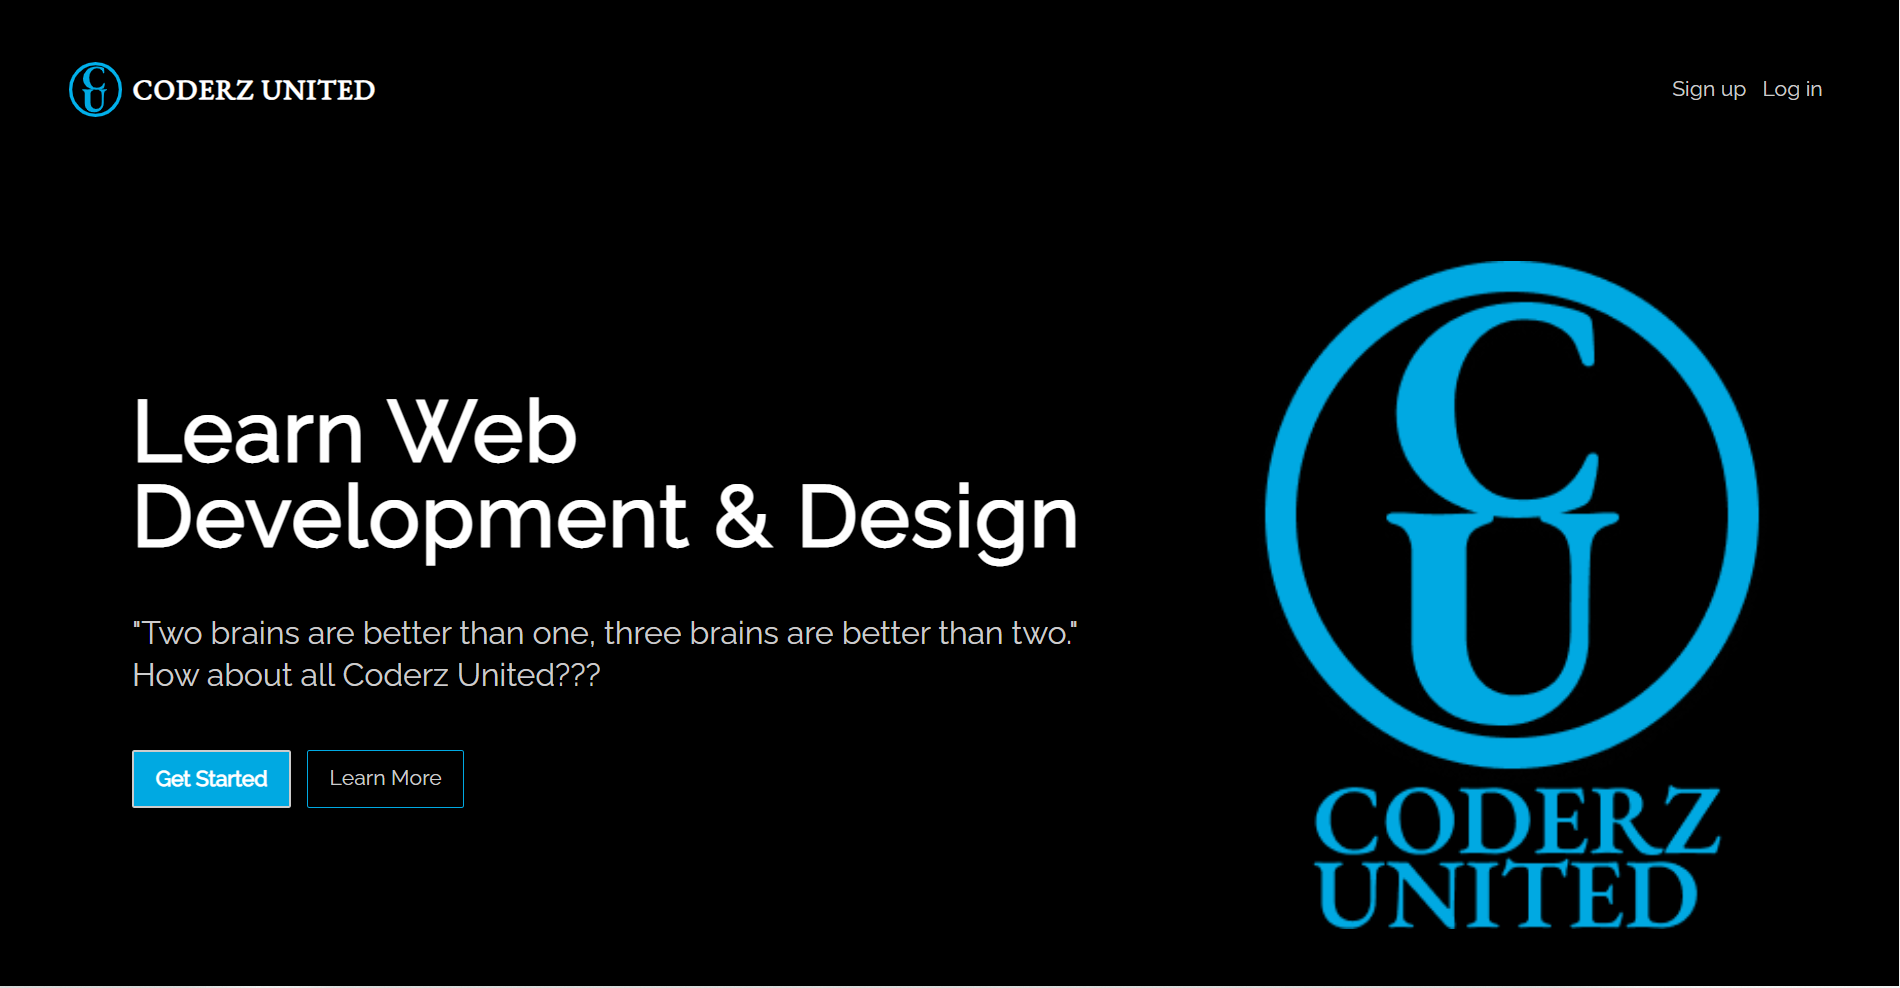 CU
CODERZ UNITED
Sign up
Log in
Learn Web
Development & Design
"Two brains are better than one, three brains are better than two."
How about all Coderz United???
Get Started
Learn More
C
U
CODERZ
UNITED